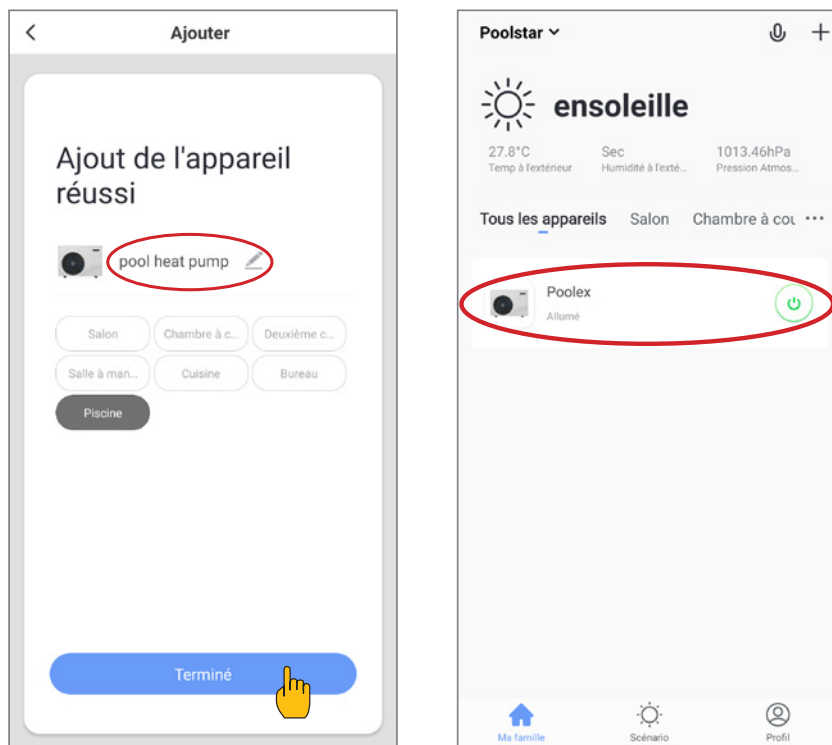 Ajouter
Ajout de l'appareil
réussi
pool heat pump
Salon
Chambre à c...
Deuxième c...
Salle à man...
Cuisine
Bureau
Piscine
Terminé
Poolstar
ensoleille
27.8°C
Sec
1013.46hPa
Temp à l'extérieur
Humidité à l'exté...
Pression Atmos...
Tous les appareils
Salon
Chambre à cou
Poolex
Allumé
Ma famille
Scénario
Profil